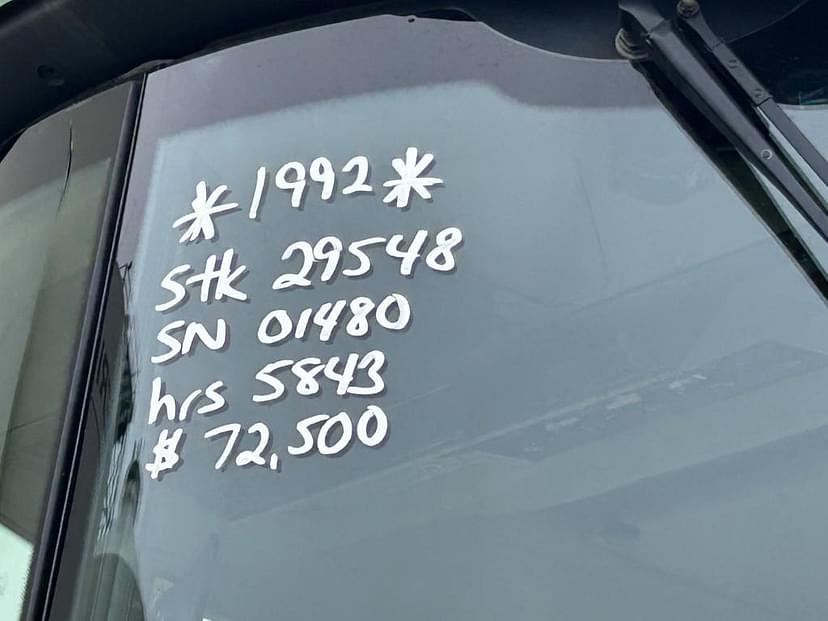 *1992*
Stk 29548
SN 01480
hrs 5843
$ 72,500